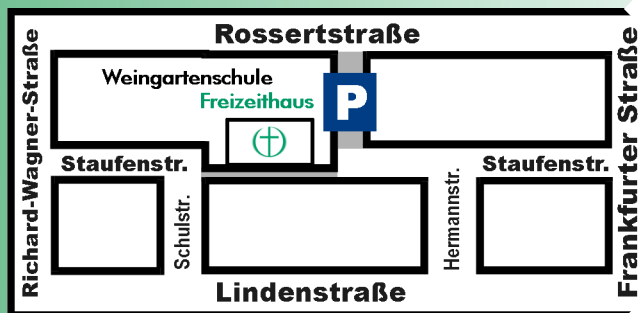 Rossertstraße
Richard-Wagner-Straße
Weingartenschule
Freizeithaus
P
Frankfurter Straße
Staufenstr.
Staufenstr.
Schulstr.
Hermannstr.
Lindenstraße